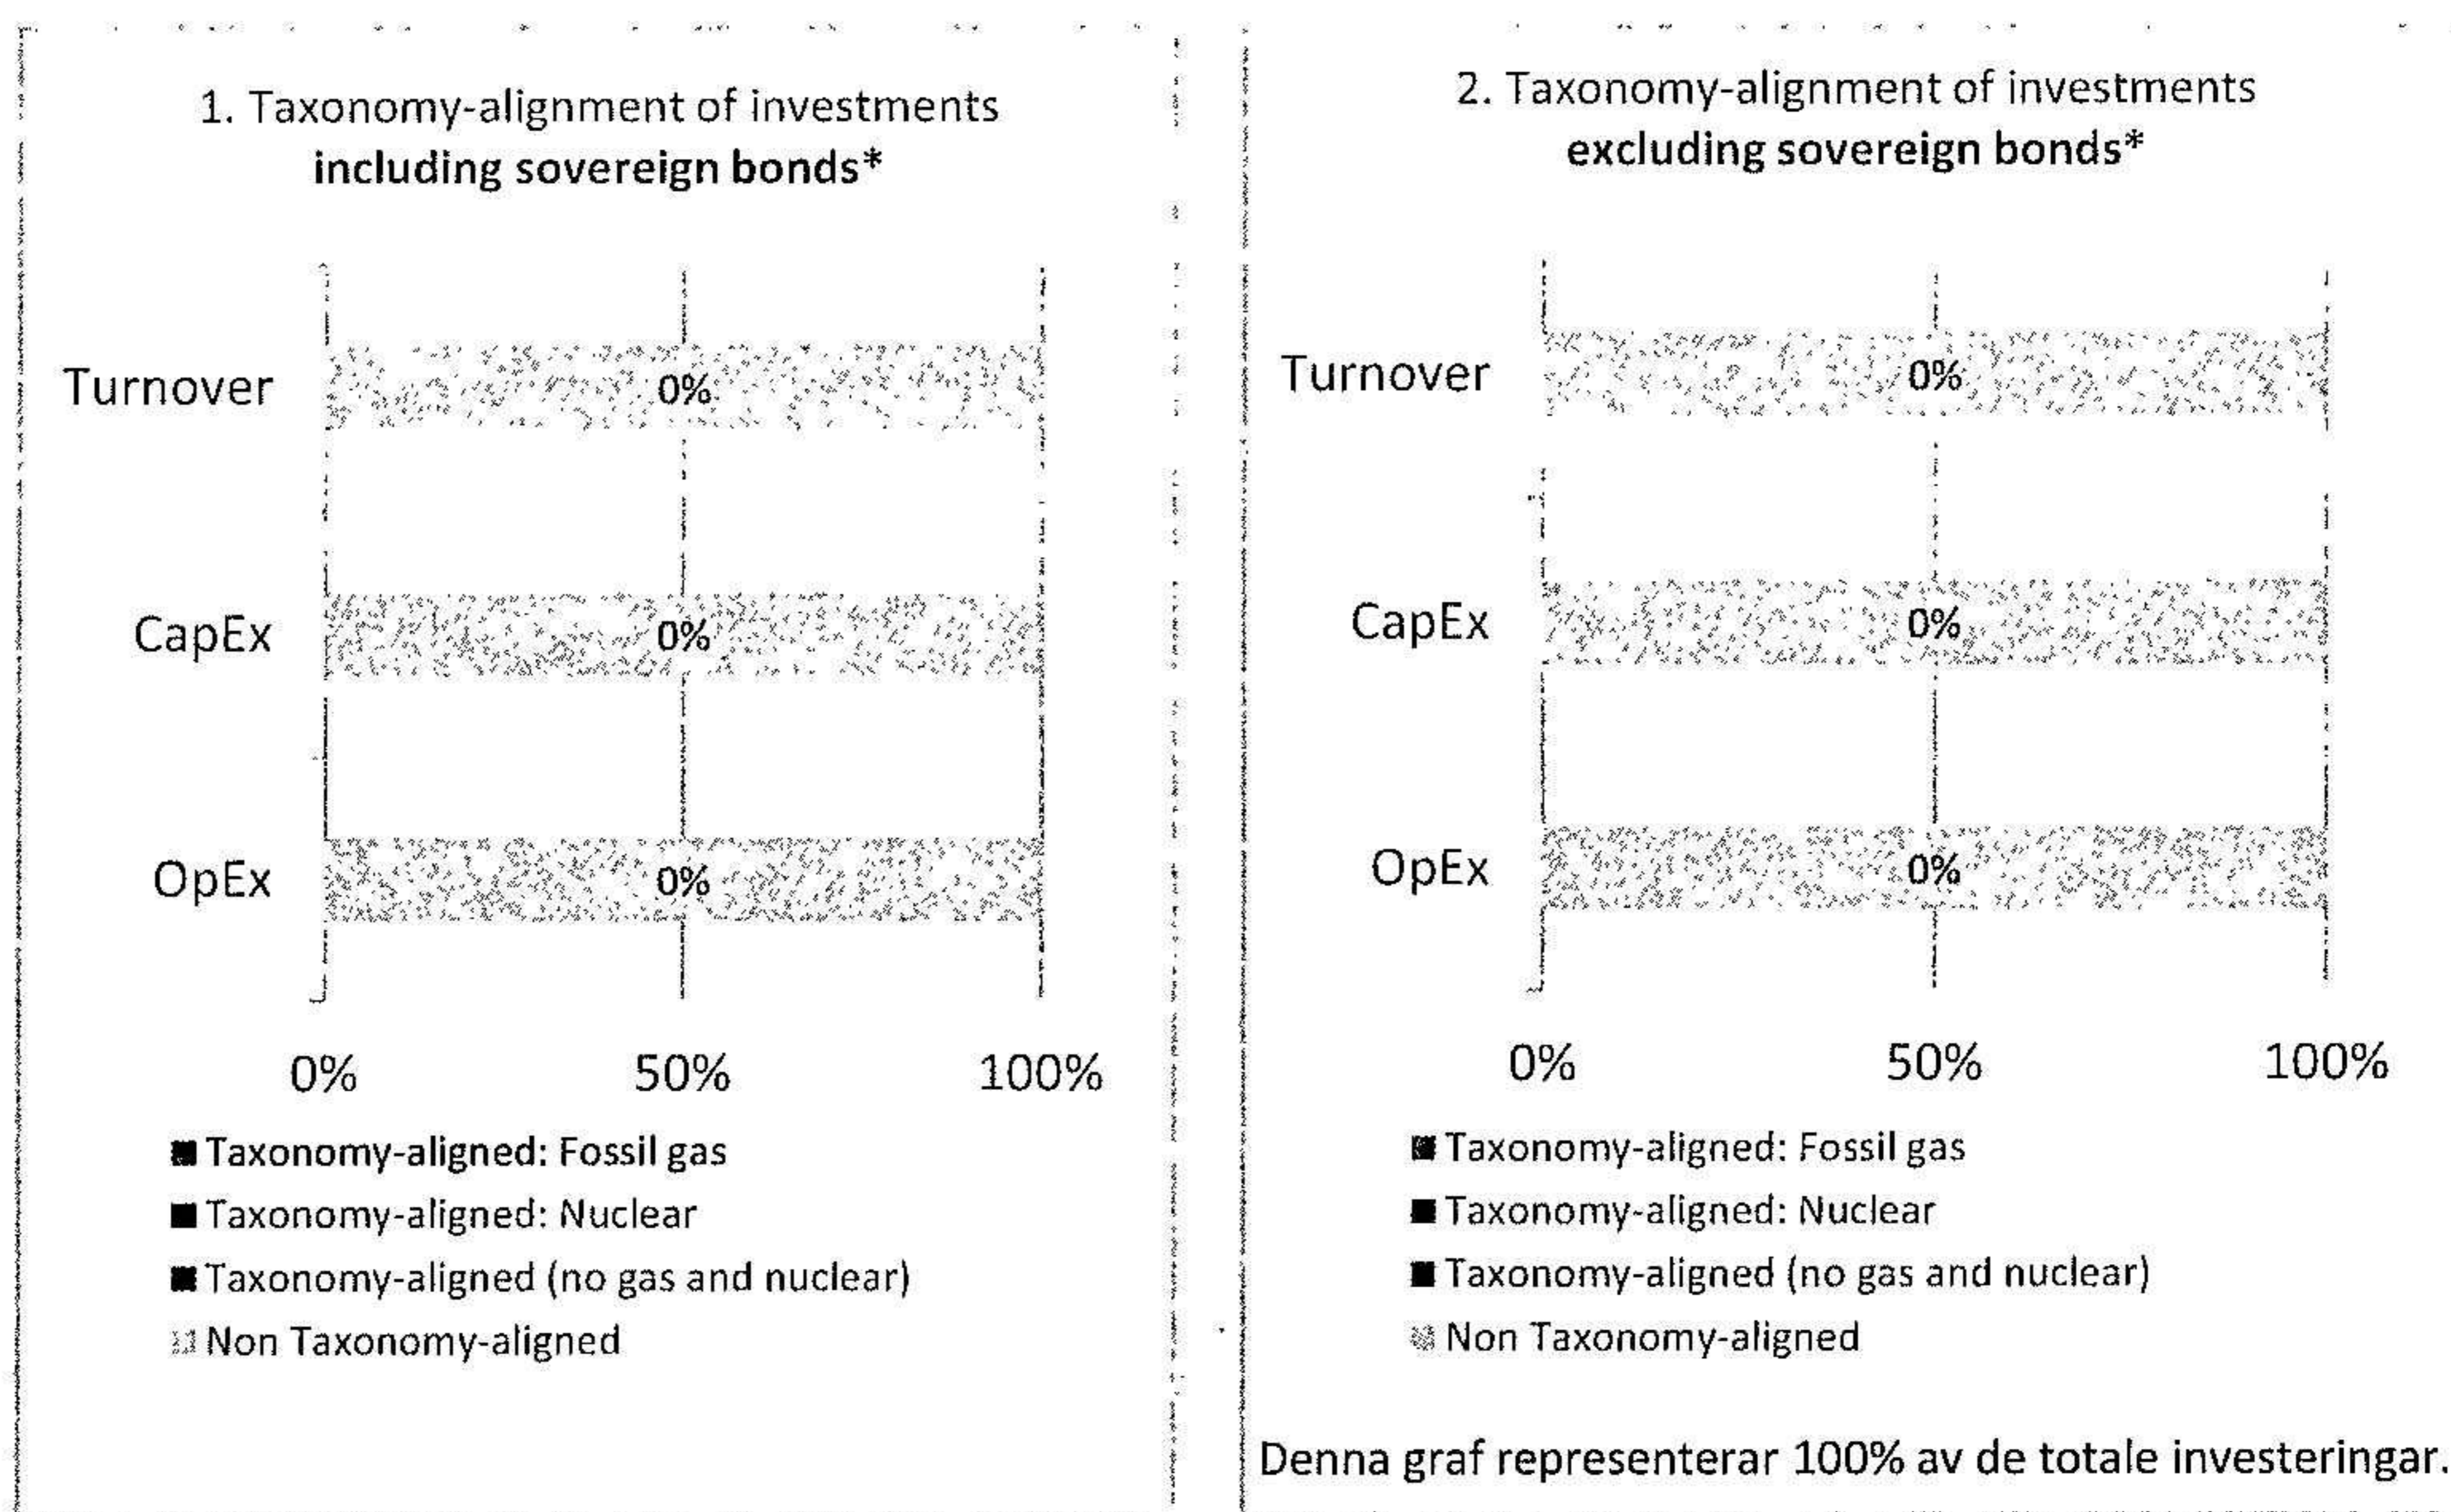 1. Taxonomy-alignment of investments
including sovereign bonds*
Turnover
0%
CapEx
0%
OpEx
0%
0% 50% 100%
Taxonomy-aligned: Fossil gas
Taxonomy-aligned: Nuclear
Taxonomy-aligned (no gas and nuclear)
Non Taxonomy-aligned
2. Taxonomy-alignment of investments
excluding sovereign bonds*
Turnover
0%
CapEx
0%
OpEx
0%
0% 50% 100%
Taxonomy-aligned: Fossil gas
Taxonomy-aligned: Nuclear
Taxonomy-aligned (no gas and nuclear)
Non Taxonomy-aligned
Denna graf representerar 100% av de totale investeringar.